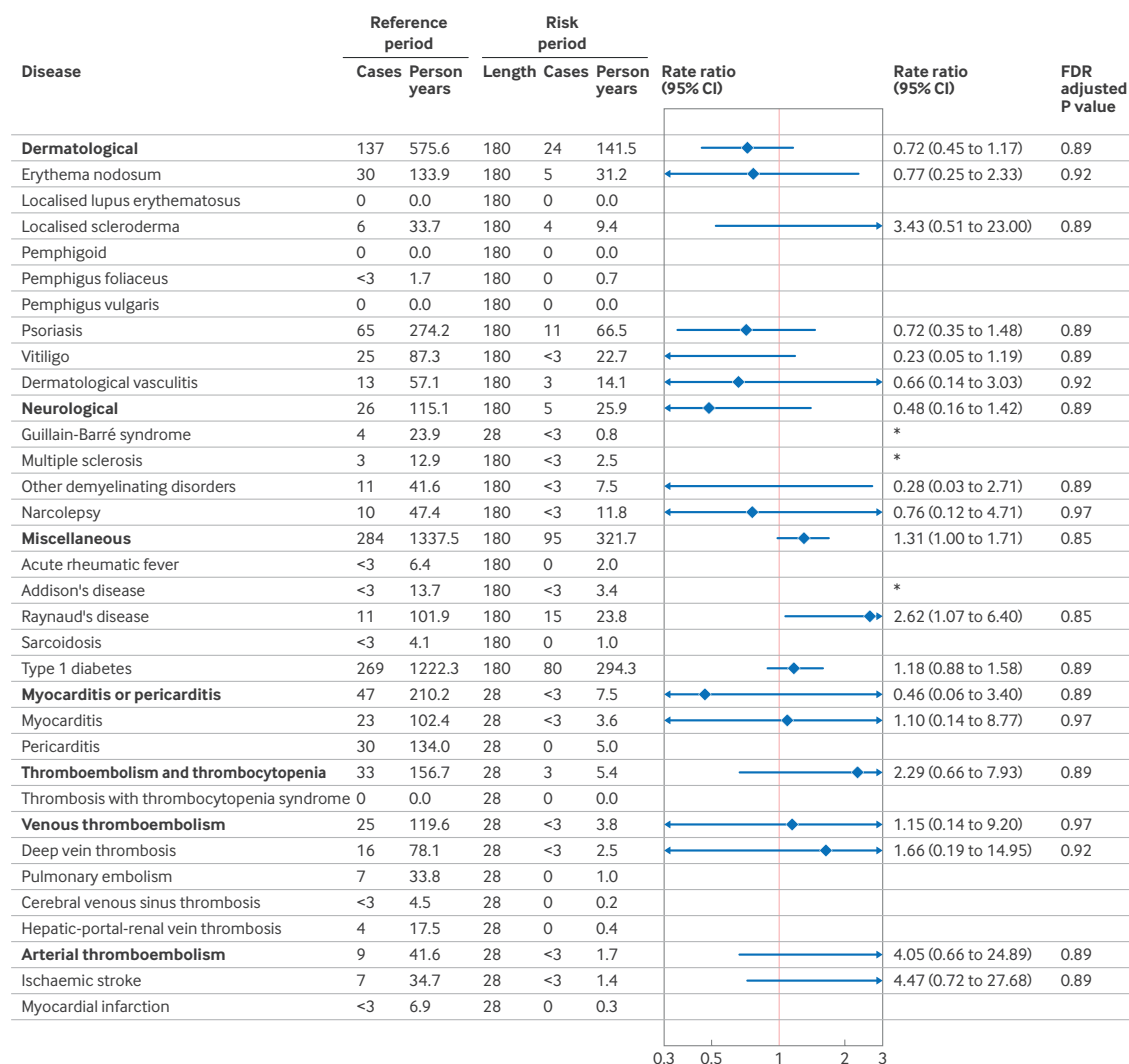 Reference period Risk period
Disease Cases Person years Length Cases Person years Rate ratio (95% CI) Rate ratio (95% CI) FDR adjusted P value
Dermatological 137 575.6 180 24 141.5 0.72 (0.45 to 1.17) 0.89
Erythema nodosum 30 133.9 180 5 31.2 0.77 (0.25 to 2.33) 0.92
Localised lupus erythematosus 0 0.0 180 0 0.0
Localised scleroderma 6 33.7 180 4 9.4 3.43 (0.51 to 23.00) 0.89
Pemphigoid 0 0.0 180 0 0.0
Pemphigus foliaceus <3 1.7 180 0 0.7
Pemphigus vulgaris 0 0.0 180 0 0.0
Psoriasis 65 274.2 180 11 66.5 0.72 (0.35 to 1.48) 0.89
Vitiligo 25 87.3 180 <3 22.7 0.23 (0.05 to 1.19) 0.89
Dermatological vasculitis 13 57.1 180 3 14.1 0.66 (0.14 to 3.03) 0.92
Neurological 26 115.1 180 5 25.9 0.48 (0.16 to 1.42) 0.89
Guillain-Barré syndrome 4 23.9 28 <3 0.8 *
Multiple sclerosis 3 12.9 180 <3 2.5 *
Other demyelinating disorders 11 41.6 180 <3 7.5 0.28 (0.03 to 2.71) 0.89
Narcolepsy 10 47.4 180 <3 11.8 0.76 (0.12 to 4.71) 0.97
Miscellaneous 284 1337.5 180 95 321.7 1.31 (1.00 to 1.71) 0.85
Acute rheumatic fever <3 6.4 180 0 2.0
Addison's disease <3 13.7 180 <3 3.4 *
Raynaud's disease 11 101.9 180 15 23.8 2.62 (1.07 to 6.40) 0.85
Sarcoidosis <3 4.1 180 0 1.0
Type 1 diabetes 269 1222.3 180 80 294.3 1.18 (0.88 to 1.58) 0.89
Myocarditis or pericarditis 47 210.2 28 <3 7.5 0.46 (0.06 to 3.40) 0.89
Myocarditis 23 102.4 28 <3 3.6 1.10 (0.14 to 8.77) 0.97
Pericarditis 30 134.0 28 0 5.0
Thromboembolism and thrombocytopenia 33 156.7 28 3 5.4 2.29 (0.66 to 7.93) 0.89
Thrombosis with thrombocytopenia syndrome 0 0.0 28 0 0.0
Venous thromboembolism 25 119.6 28 <3 3.8 1.15 (0.14 to 9.20) 0.97
Deep vein thrombosis 16 78.1 28 <3 2.5 1.66 (0.19 to 14.95) 0.92
Pulmonary embolism 7 33.8 28 0 1.0
Cerebral venous sinus thrombosis <3 4.5 28 0 0.2
Hepatic-portal-renal vein thrombosis 4 17.5 28 0 0.4
Arterial thromboembolism 9 41.6 28 <3 1.7 4.05 (0.66 to 24.89) 0.89
Ischaemic stroke 7 34.7 28 <3 1.4 4.47 (0.72 to 27.68) 0.89
Myocardial infarction <3 6.9 28 0 0.3
0.3 0.5 1 2 3